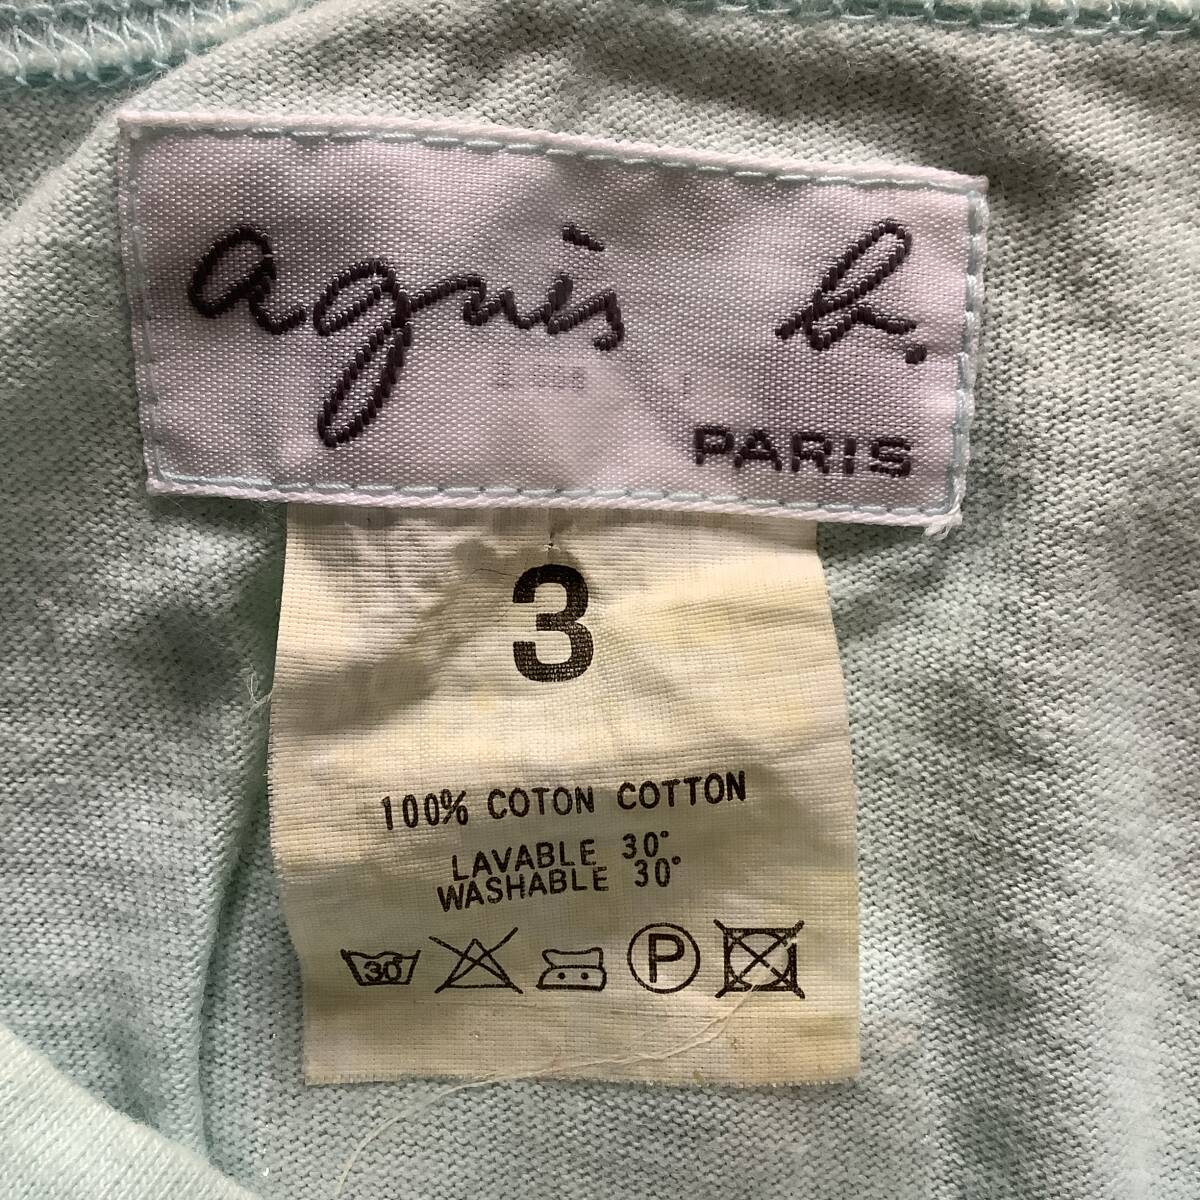 agnès b.
PARIS
3
100% COTON COTTON
LAVABLE 30°
WASHABLE 30°
30
P